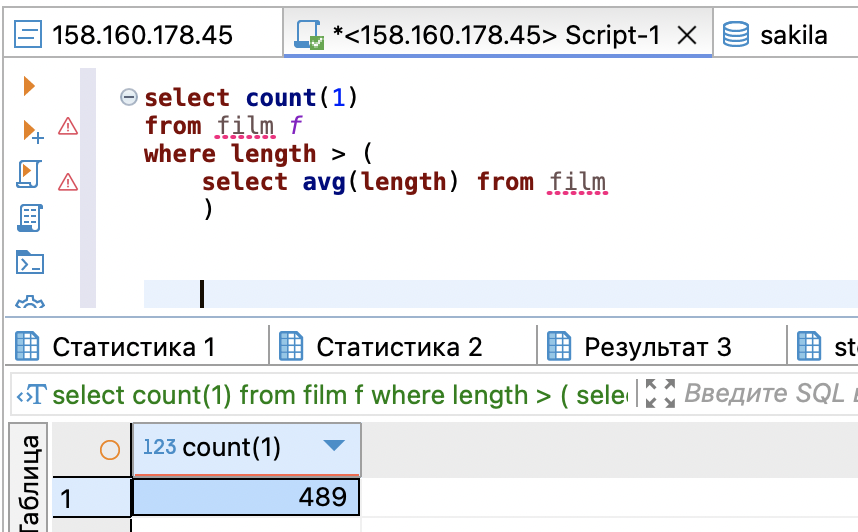 158.160.178.45
*<158.160.178.45> Script-1
sakila
select count(1)
from film f
where length > (
select avg(length) from film
)
Статистика 1
Статистика 2
Результат 3
select count(1) from film f where length > ( sele
Введите SQL
Таблица
123 count(1)
1
489